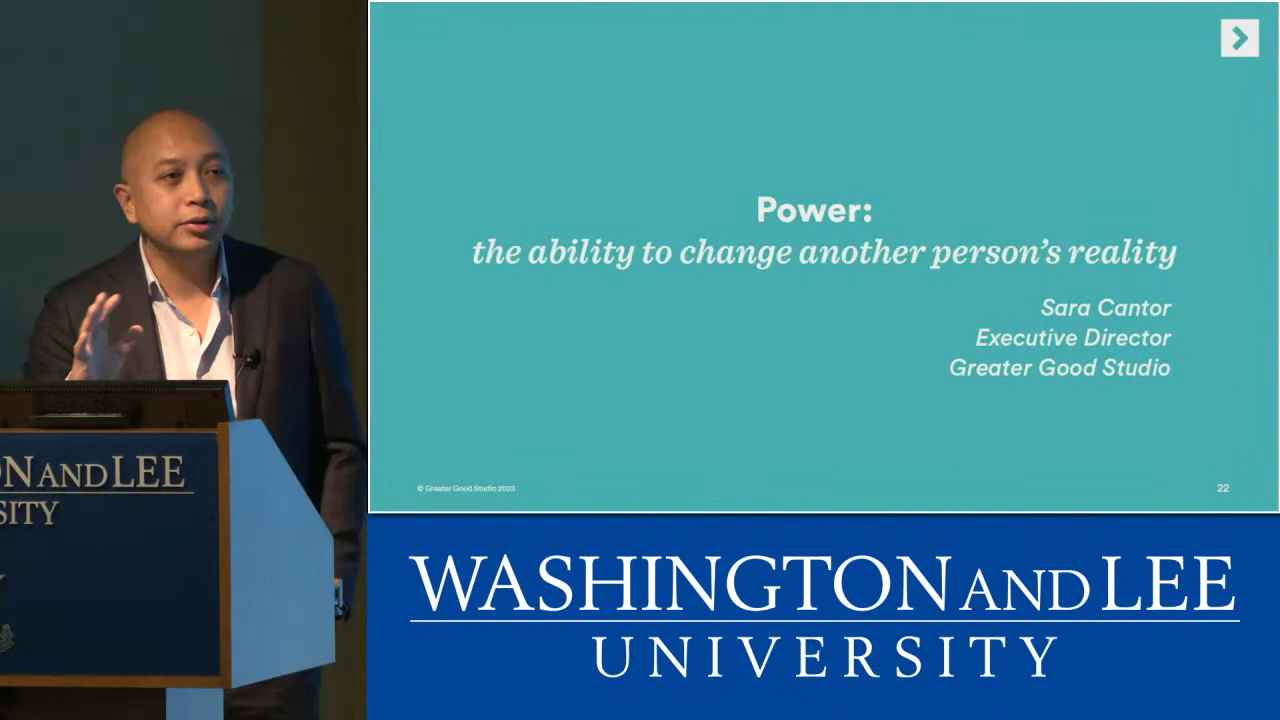 Power:
the ability to change another person's reality
Sara Cantor
Executive Director
Greater Good Studio
© Greater Good Studio 2023
22
ON AND LEE
SITY
WASHINGTON AND LEE
UNIVERSITY